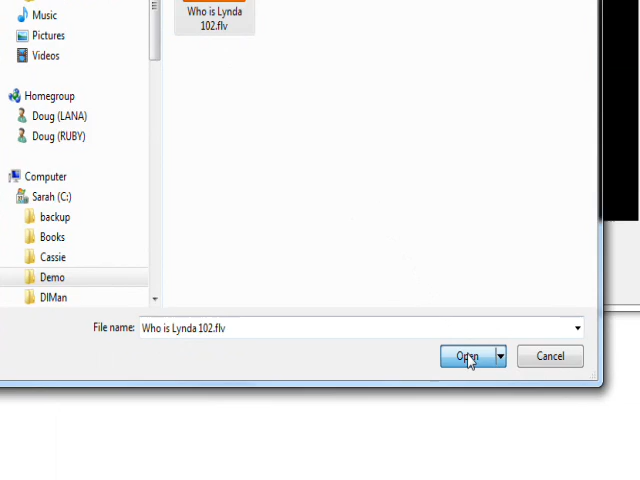 Music
Who is Lynda
102.flv
Pictures
Videos
Homegroup
Doug (LANA)
Doug (RUBY)
Computer
Sarah (C:)
backup
Books
Cassie
Demo
DIMan
File name:
Who is Lynda 102.flv
Open
Cancel